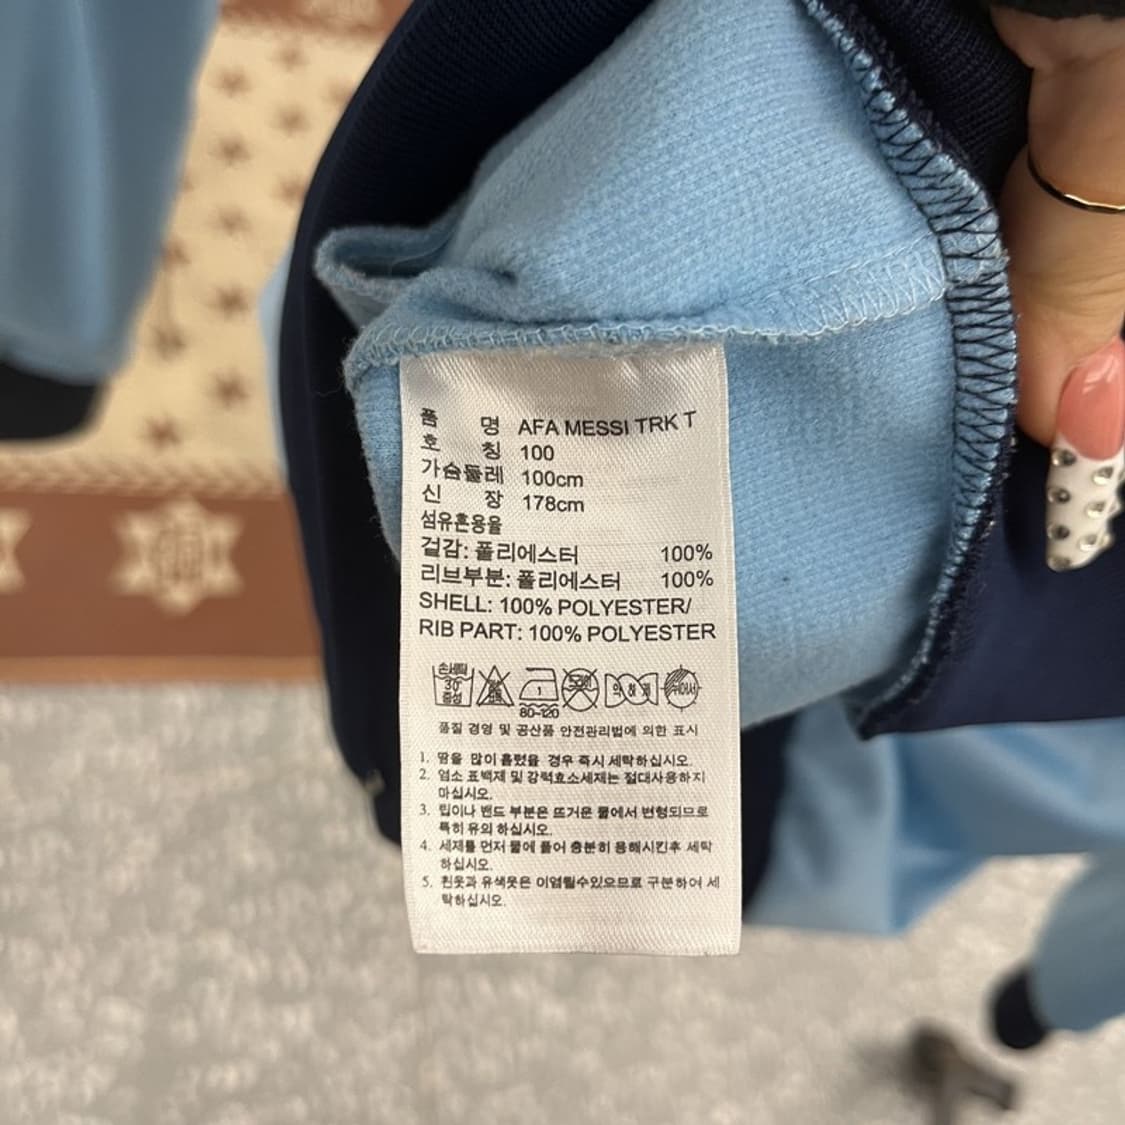 품 명 AFA MESSI TRK T
호 칭 100
가슴둘레 100cm
신 장 178cm
섬유혼용율
겉감: 폴리에스터 100%
리브부분: 폴리에스터 100%
SHELL: 100% POLYESTER/
RIB PART: 100% POLYESTER
손세탁
30°
중성
1
80~120
품질 경영 및 공산품 안전관리법에 의한 표시
1. 땀을 많이 흘렸을 경우 즉시 세탁하십시오.
2. 염소 표백제 및 강력효소세제는 절대사용하지
마십시오.
3. 립이나 밴드 부분은 뜨거운 물에서 변형되므로
특히 유의 하십시오.
4. 세제를 먼저 물에 풀어 충분히 용해시킨후 세탁
하십시오.
5. 흰옷과 유색옷은 이염될수있으므로 구분하여 세
탁하십시오.